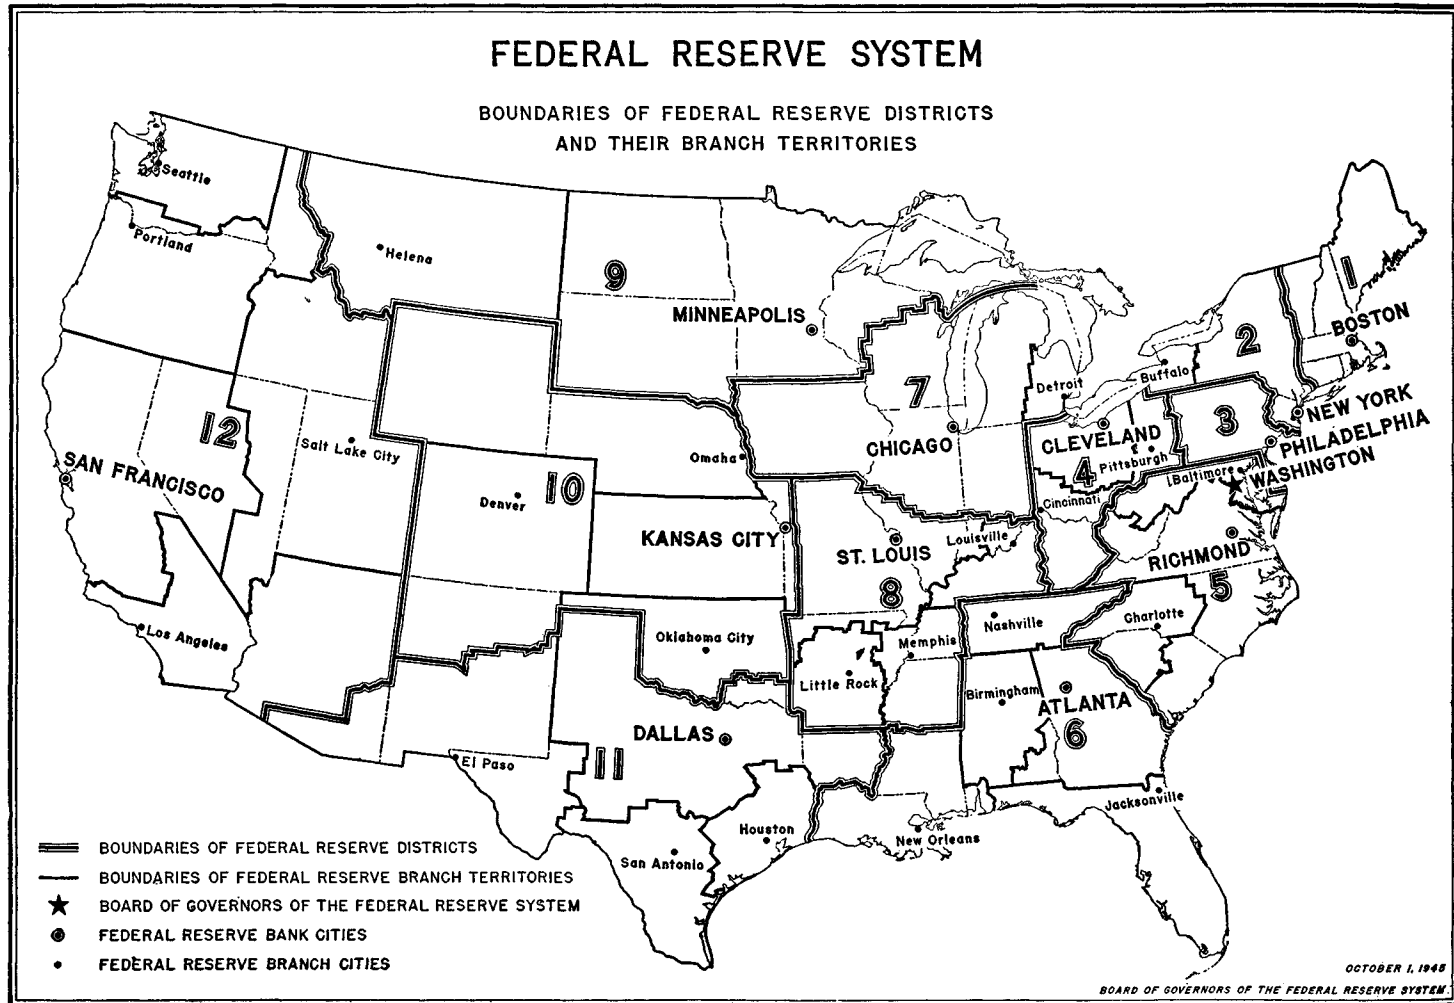 FEDERAL RESERVE SYSTEM
BOUNDARIES OF FEDERAL RESERVE DISTRICTS
AND THEIR BRANCH TERRITORIES
Seattle
Portland
Helena
9
MINNEAPOLIS
1
BOSTON
2
Buffalo
Detroit
7
CHICAGO
3
NEW YORK
PHILADELPHIA
WASHINGTON
CLEVELAND
4
Pittsburgh
Baltimore
Cincinnati
12
SAN FRANCISCO
Salt Lake City
Omaha
Denver
10
KANSAS CITY
ST. LOUIS
8
Louisville
RICHMOND
5
Los Angeles
Oklahoma City
Memphis
Nashville
Charlotte
Little Rock
Birmingham
ATLANTA
6
DALLAS
11
El Paso
Houston
San Antonio
New Orleans
Jacksonville
BOUNDARIES OF FEDERAL RESERVE DISTRICTS
BOUNDARIES OF FEDERAL RESERVE BRANCH TERRITORIES
BOARD OF GOVERNORS OF THE FEDERAL RESERVE SYSTEM
FEDERAL RESERVE BANK CITIES
FEDERAL RESERVE BRANCH CITIES
OCTOBER 1,
BOARD OF GOVERNORS OF THE FEDERAL RESERVE SYSTEM